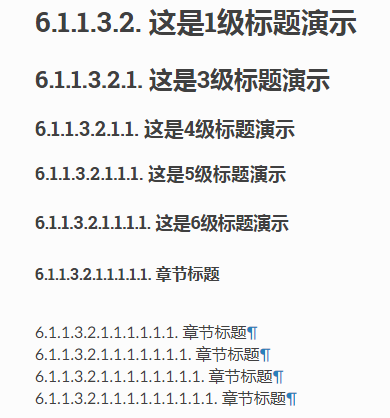 6.1.1.3.2. 这是1级标题演示
6.1.1.3.2.1. 这是3级标题演示
6.1.1.3.2.1.1. 这是4级标题演示
6.1.1.3.2.1.1.1. 这是5级标题演示
6.1.1.3.2.1.1.1.1. 这是6级标题演示
6.1.1.3.2.1.1.1.1.1. 章节标题
6.1.1.3.2.1.1.1.1.1.1. 章节标题¶
6.1.1.3.2.1.1.1.1.1.1.1. 章节标题¶
6.1.1.3.2.1.1.1.1.1.1.1.1. 章节标题¶
6.1.1.3.2.1.1.1.1.1.1.1.1.1. 章节标题¶